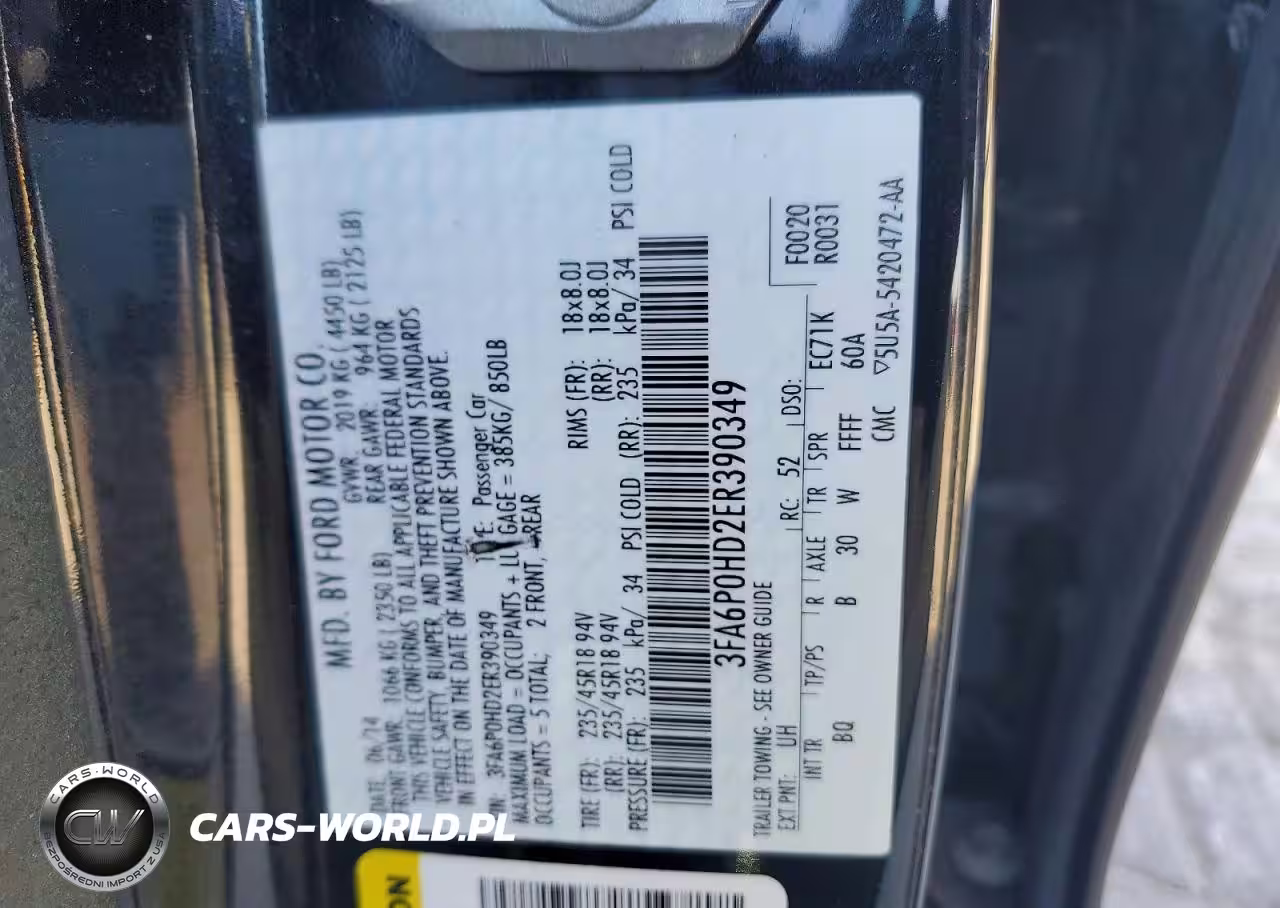 MFD. BY FORD MOTOR CO.
DATE: 06/14 GVWR: 2019 KG ( 4450 LB)
FRONT GAWR: 1066 KG ( 2350 LB) REAR GAWR: 964 KG ( 2125 LB)
THIS VEHICLE CONFORMS TO ALL APPLICABLE FEDERAL MOTOR
VEHICLE SAFETY, BUMPER, AND THEFT PREVENTION STANDARDS
IN EFFECT ON THE DATE OF MANUFACTURE SHOWN ABOVE.
VIN: 3FA6P0HD2ER390349 Passenger Car
MAXIMUM LOAD = OCCUPANTS + GAGE = 385KG/ 850LB
OCCUPANTS = 5 TOTAL; 2 FRONT, REAR
TIRE (FR): 235/45R18 94V RIMS (FR): 18x8.0J
(RR): 235/45R18 94V (RR): 18x8.0J
PRESSURE (FR): 235 kPa/ 34 PSI COLD (RR): 235 kPa/ 34 PSI COLD
3FA6P0HD2ER390349
TRAILER TOWING - SEE OWNER GUIDE
EXT PNT: UH RC: 52 DSO: F0020
INT TR TP/PS R AXLE TR SPR EC71K R0031
BQ B 30 W FFFF 60A
CMC ▽5U5A-5420472-AA
CARS-WORLD
CW
BEZPOŚREDNI IMPORT Z USA
CARS-WORLD.PL
ON